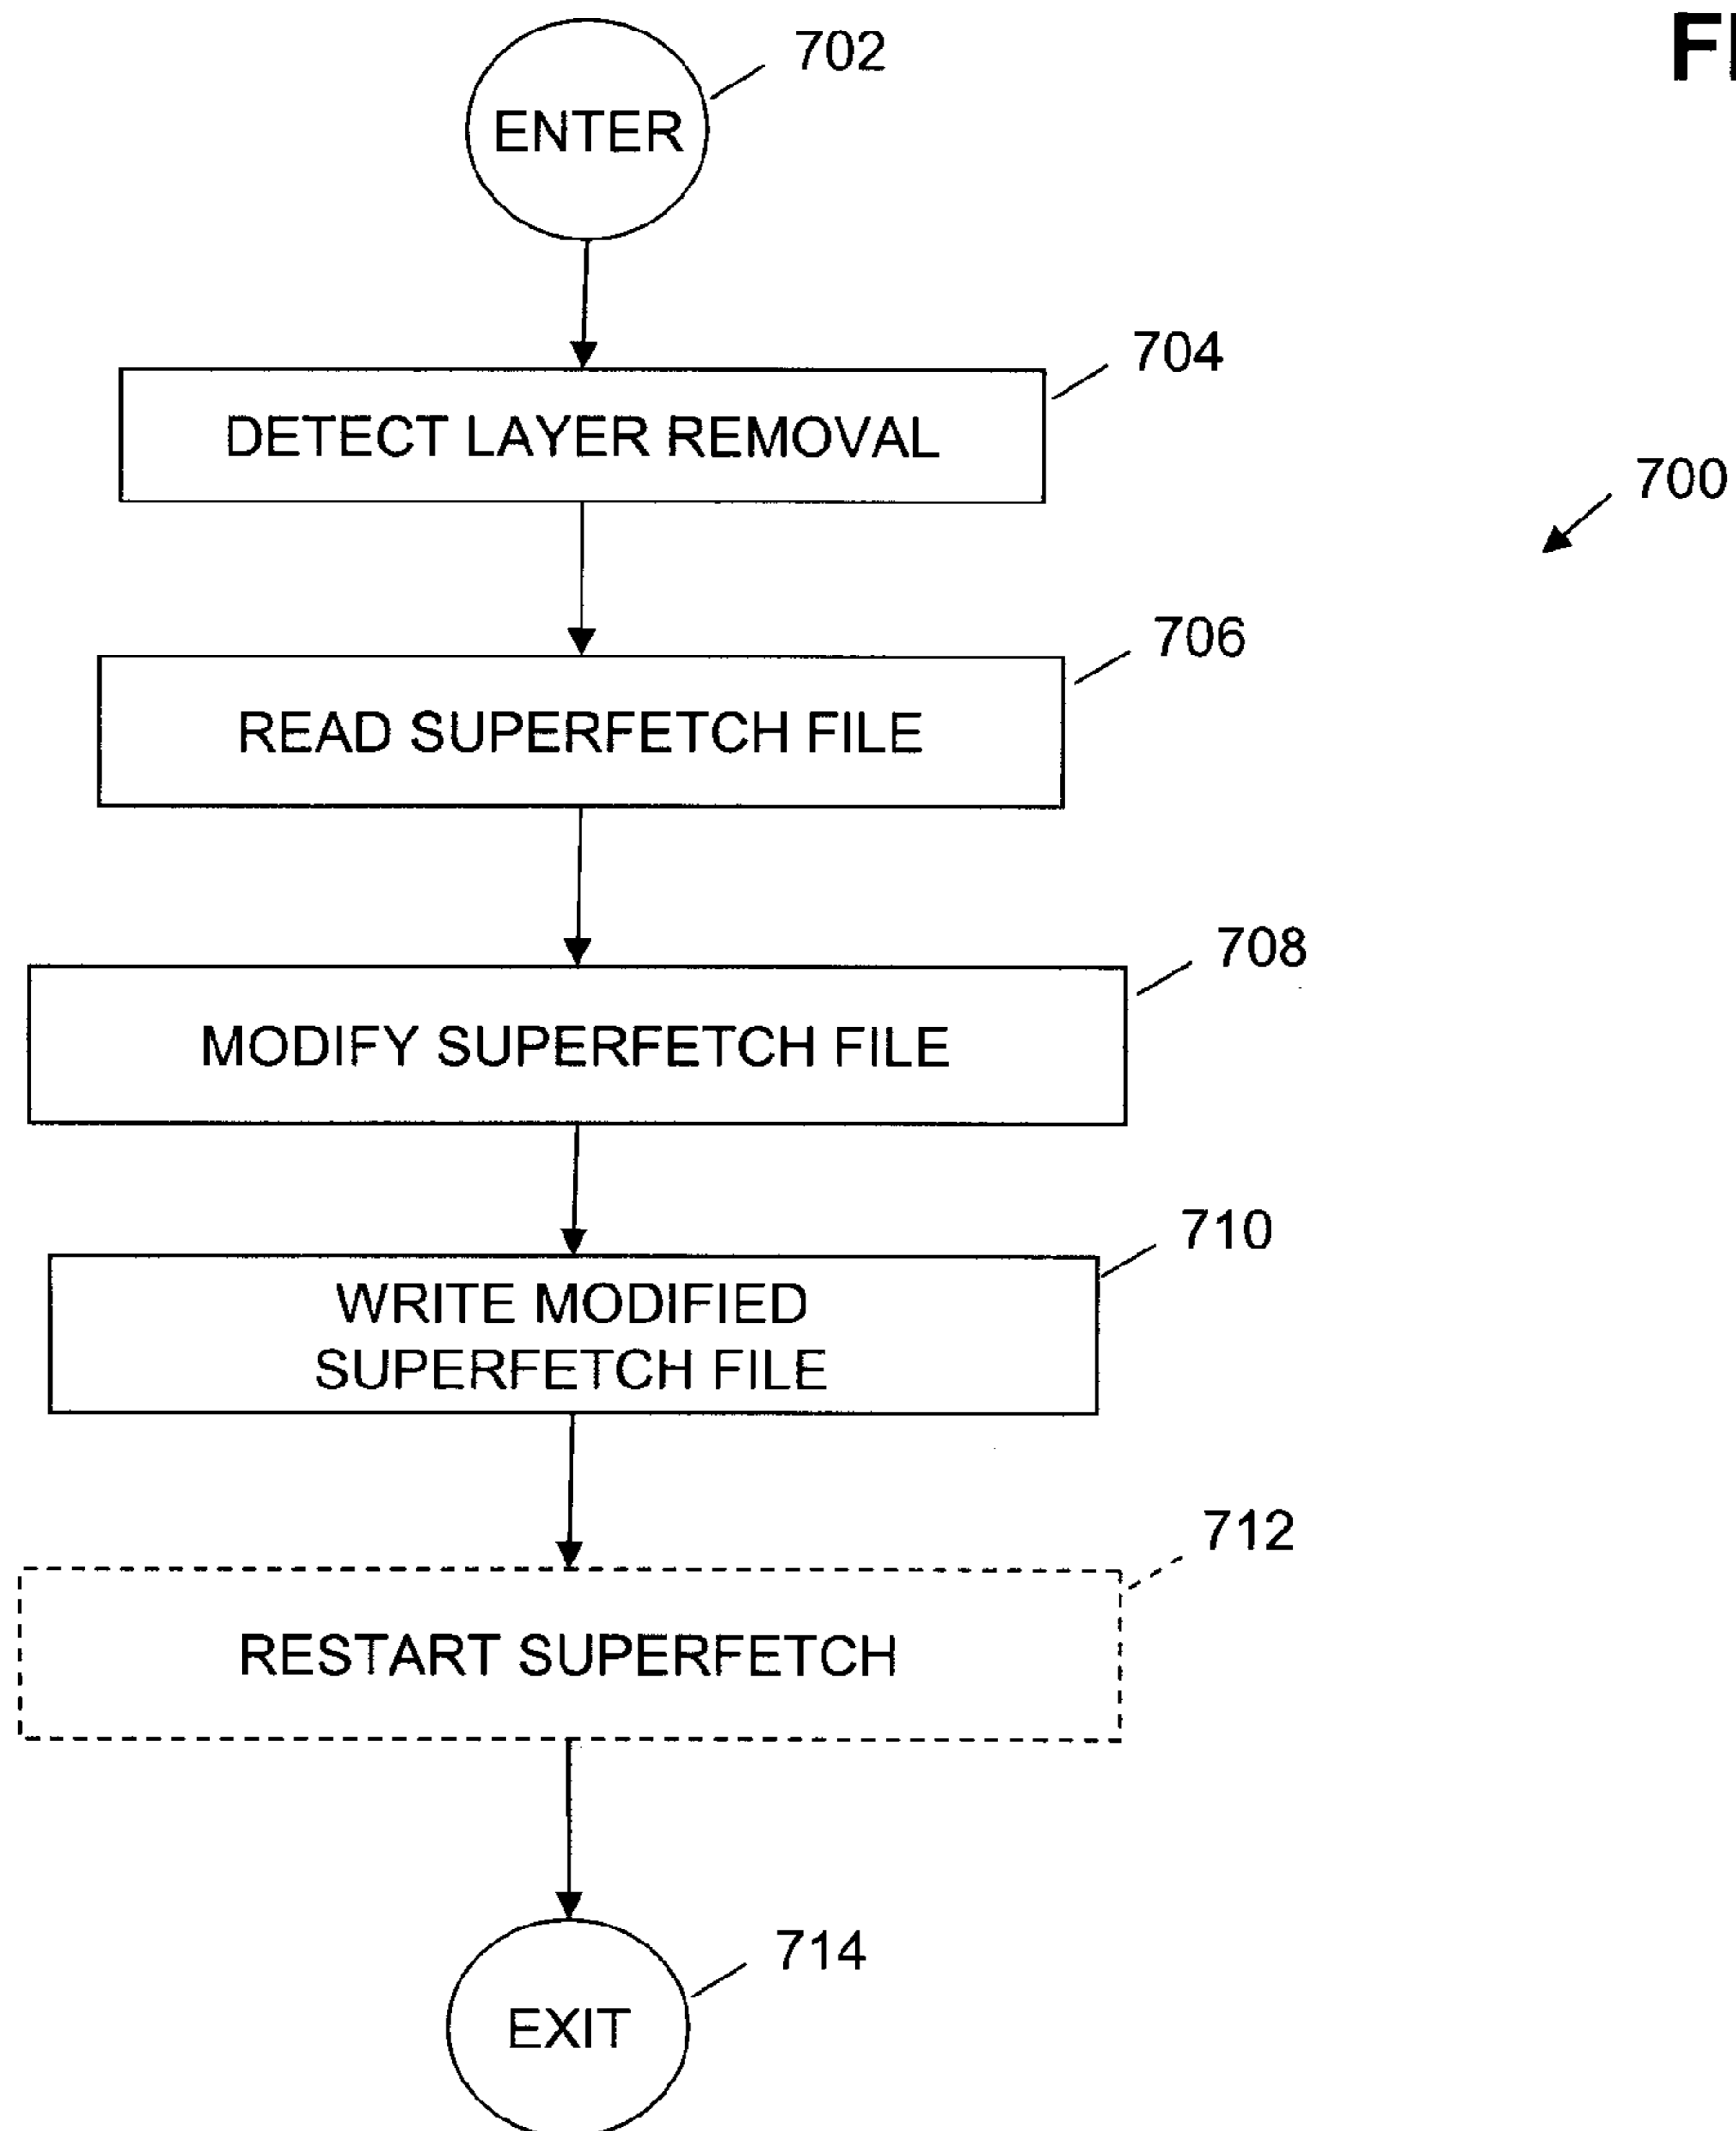 702
ENTER
704
DETECT LAYER REMOVAL
700
706
READ SUPERFETCH FILE
708
MODIFY SUPERFETCH FILE
710
WRITE MODIFIED
SUPERFETCH FILE
712
RESTART SUPERFETCH
714
EXIT